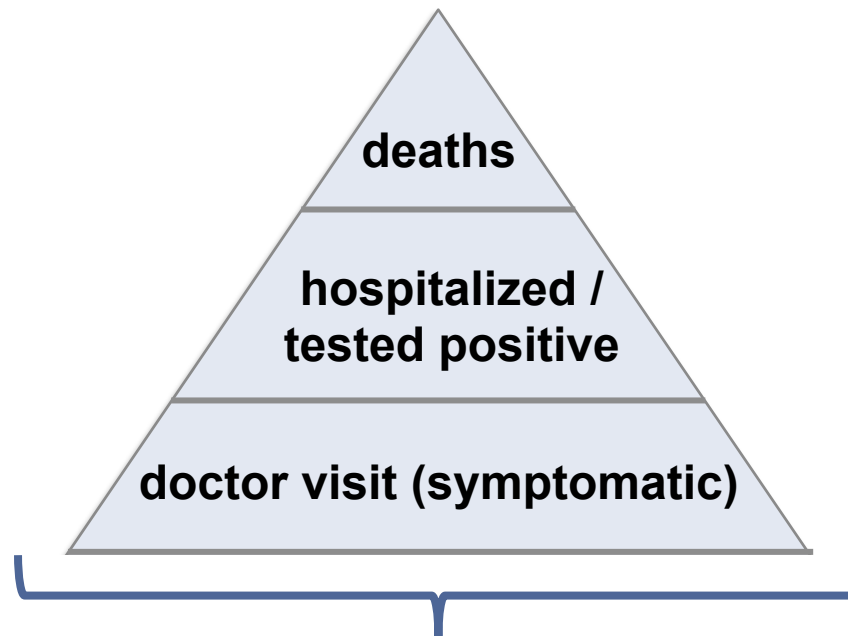 deaths
hospitalized /
tested positive
doctor visit (symptomatic)